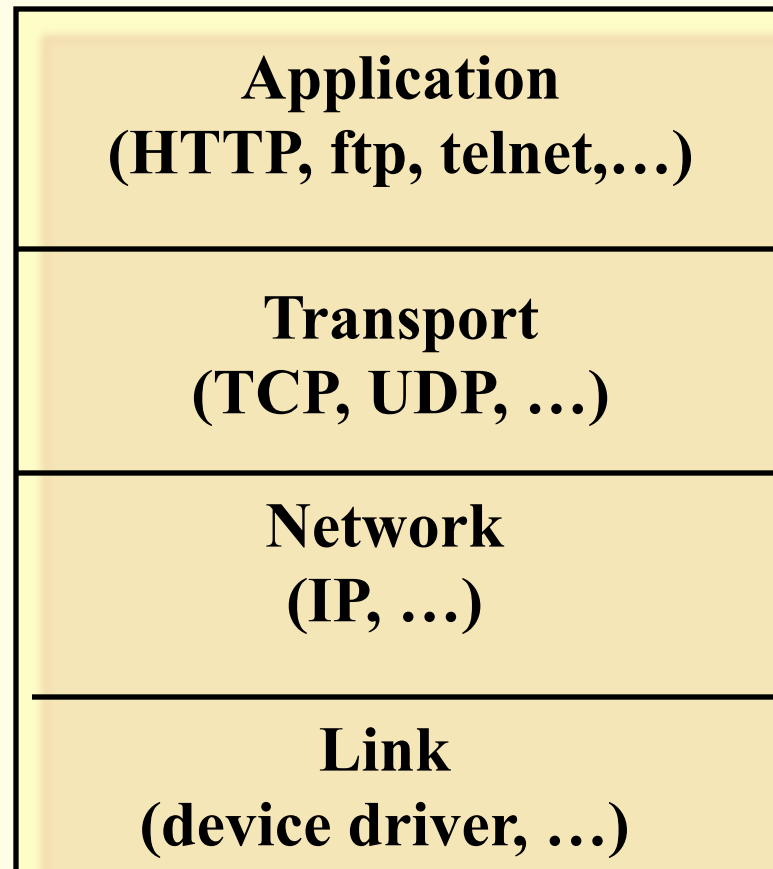 Application
(HTTP, ftp, telnet,…)
Transport
(TCP, UDP, …)
Network
(IP, …)
Link
(device driver, …)